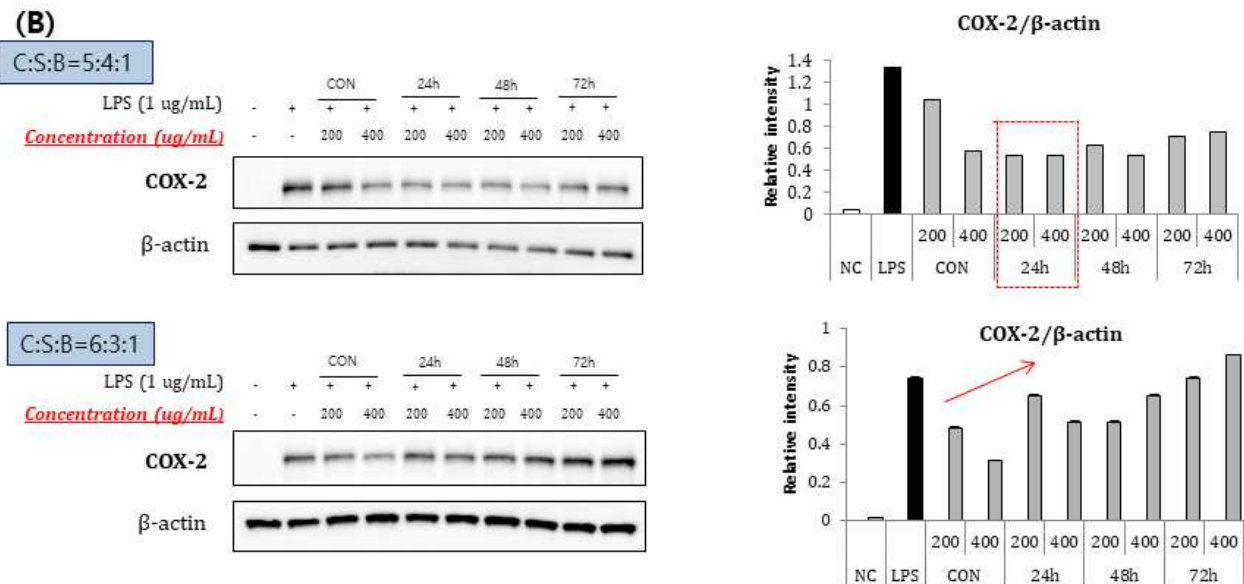 (B)
C:S:B=5:4:1
CON 24h 48h 72h
LPS (1 ug/mL) - + + + + + + + + +
Concentration (ug/mL) - - 200 400 200 400 200 400 200 400
COX-2
β-actin
COX-2/β-actin
Relative intensity
1.4
1.2
1
0.8
0.6
0.4
0.2
0
200 400 200 400 200 400 200 400
NC LPS CON 24h 48h 72h
C:S:B=6:3:1
CON 24h 48h 72h
LPS (1 ug/mL) - + + + + + + + + +
Concentration (ug/mL) - - 200 400 200 400 200 400 200 400
COX-2
β-actin
COX-2/β-actin
Relative intensity
1
0.8
0.6
0.4
0.2
0
200 400 200 400 200 400 200 400
NC LPS CON 24h 48h 72h